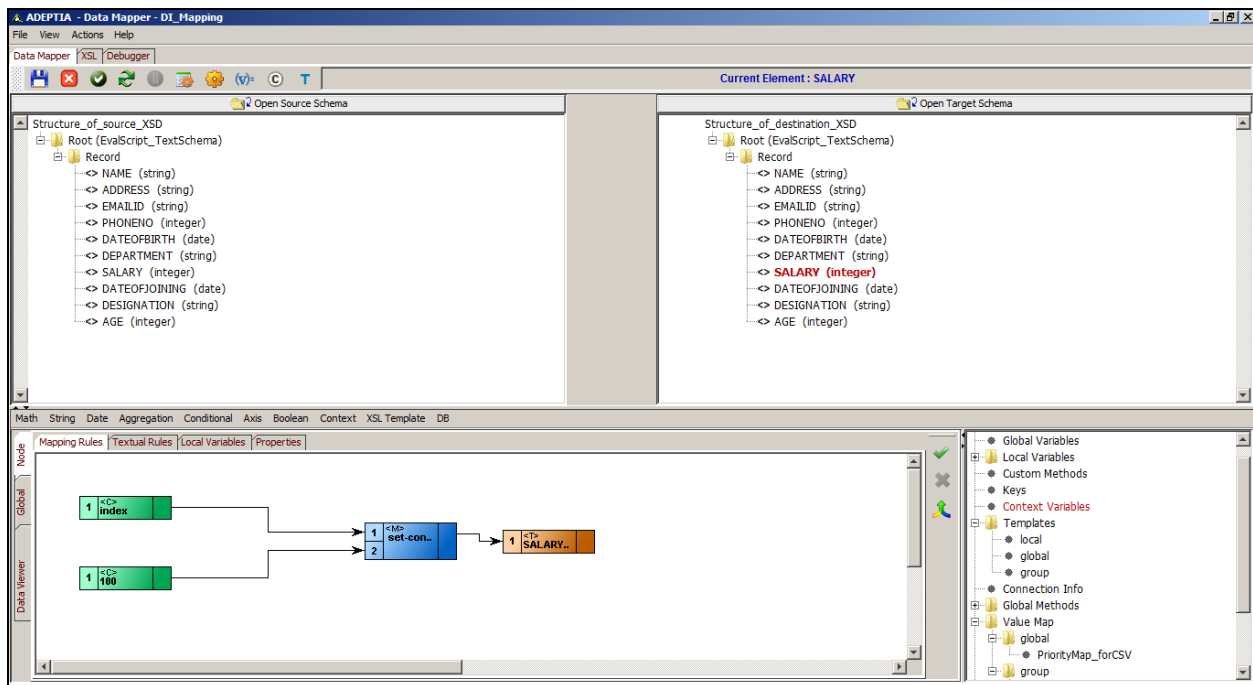 ADEPTIA - Data Mapper - DI_Mapping
File View Actions Help
Data Mapper XSL Debugger
(v)= C T Current Element : SALARY
Open Source Schema
Structure_of_source_XSD
Root (EvalScript_TextSchema)
Record
<> NAME (string)
<> ADDRESS (string)
<> EMAILID (string)
<> PHONENO (integer)
<> DATEOFBIRTH (date)
<> DEPARTMENT (string)
<> SALARY (integer)
<> DATEOFJOINING (date)
<> DESIGNATION (string)
<> AGE (integer)
Open Target Schema
Structure_of_destination_XSD
Root (EvalScript_TextSchema)
Record
<> NAME (string)
<> ADDRESS (string)
<> EMAILID (string)
<> PHONENO (integer)
<> DATEOFBIRTH (date)
<> DEPARTMENT (string)
<> SALARY (integer)
<> DATEOFJOINING (date)
<> DESIGNATION (string)
<> AGE (integer)
Math String Date Aggregation Conditional Axis Boolean Context XSL Template DB
Node
Global
Data Viewer
Mapping Rules Textual Rules Local Variables Properties
1 <C> index
1 <C> 100
1 <M> set-con..
2
1 <T> SALARY..
Global Variables
Local Variables
Custom Methods
Keys
Context Variables
Templates
local
global
group
Connection Info
Global Methods
Value Map
global
PriorityMap_forCSV
group